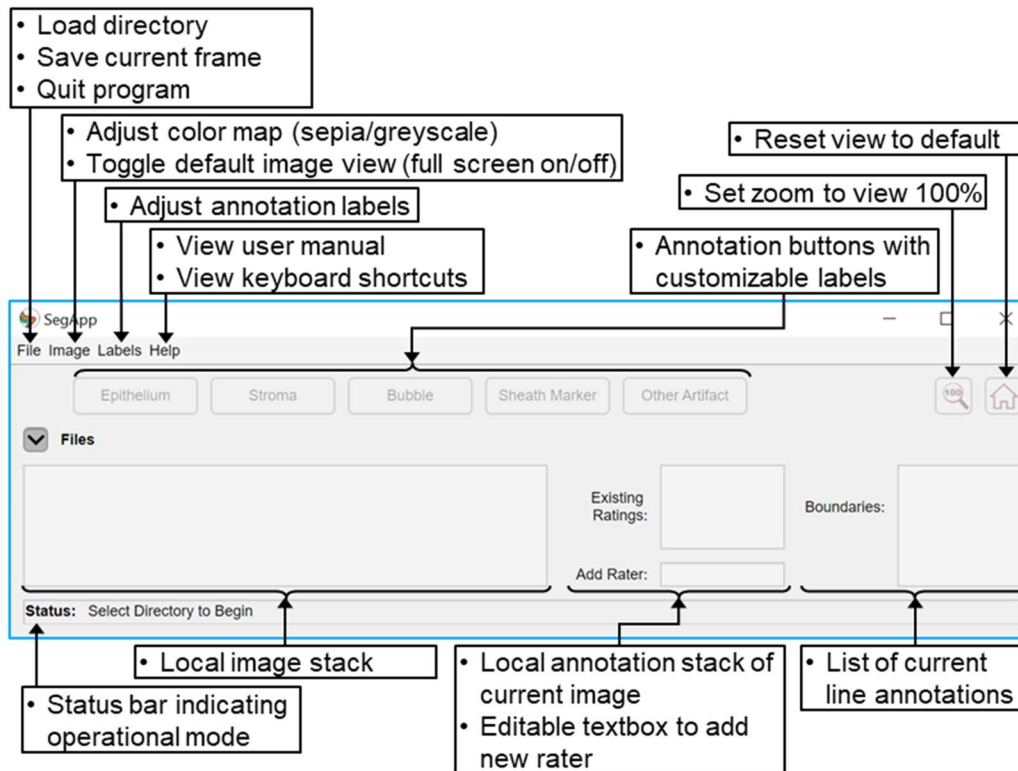 • Load directory
• Save current frame
• Quit program
• Adjust color map (sepia/greyscale)
• Toggle default image view (full screen on/off)
• Reset view to default
• Set zoom to view 100%
• Adjust annotation labels
• View user manual
• View keyboard shortcuts
• Annotation buttons with
customizable labels
SegApp
File Image Labels Help
Epithelium Stroma Bubble Sheath Marker Other Artifact 100
Files
Existing
Ratings:
Boundaries:
Add Rater:
Status: Select Directory to Begin
• Local image stack
• Status bar indicating
operational mode
• Local annotation stack of
current image
• Editable textbox to add
new rater
• List of current
line annotations